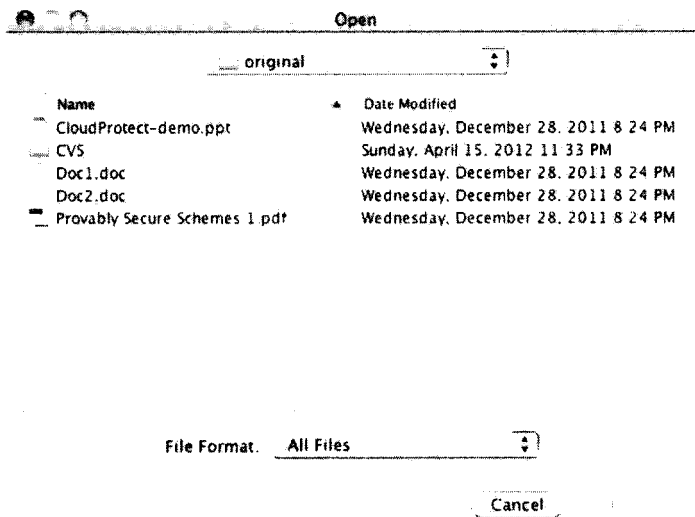 Open
original
Name Date Modified
CloudProtect-demo.ppt Wednesday, December 28, 2011 8 24 PM
CVS Sunday, April 15, 2012 11 33 PM
Doc1.doc Wednesday, December 28, 2011 8 24 PM
Doc2.doc Wednesday, December 28, 2011 8 24 PM
Provably Secure Schemes 1.pdf Wednesday, December 28, 2011 8 24 PM
File Format. All Files
Cancel